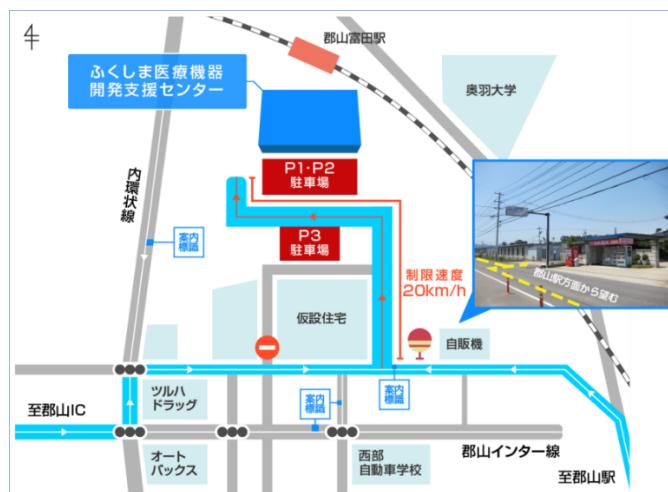 郡山富田駅
ふくしま医療機器
開発支援センター
奥羽大学
P1・P2
駐車場
内環状線
案内
標識
P3
駐車場
制限速度
20km/h
郡山駅方面から望む
仮設住宅
自販機
ツルハ
ドラッグ
案内
標識
案内
標識
至郡山IC
オート
バックス
西部
自動車学校
郡山インター線
至郡山駅